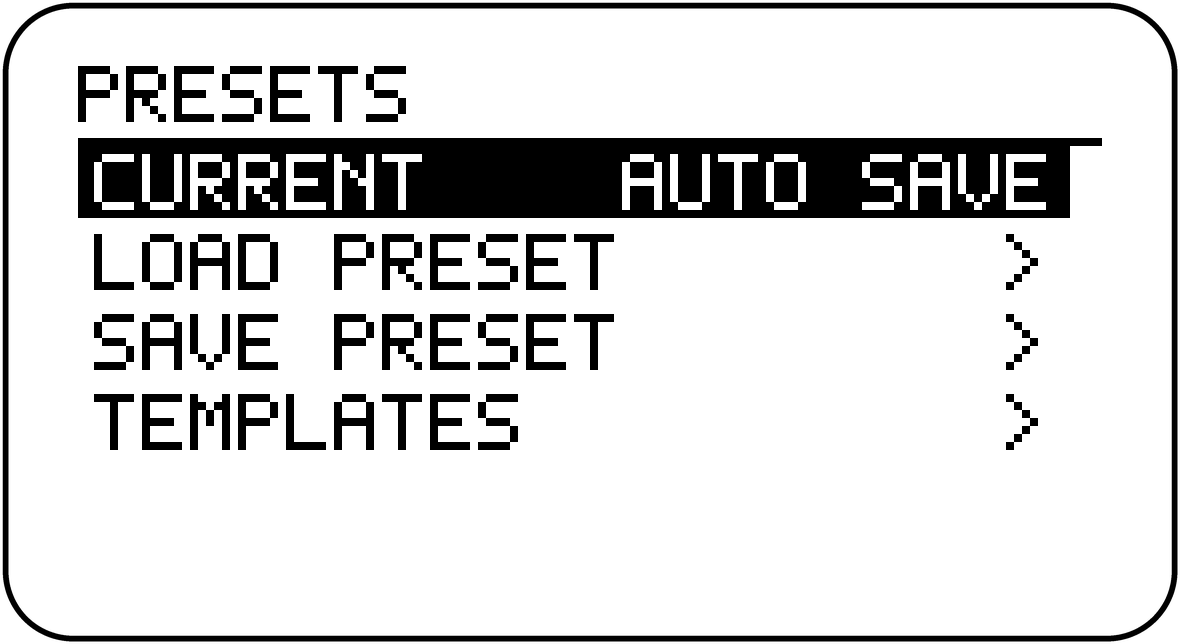 PRESETS
CURRENT AUTO SAVE
LOAD PRESET >
SAVE PRESET >
TEMPLATES >